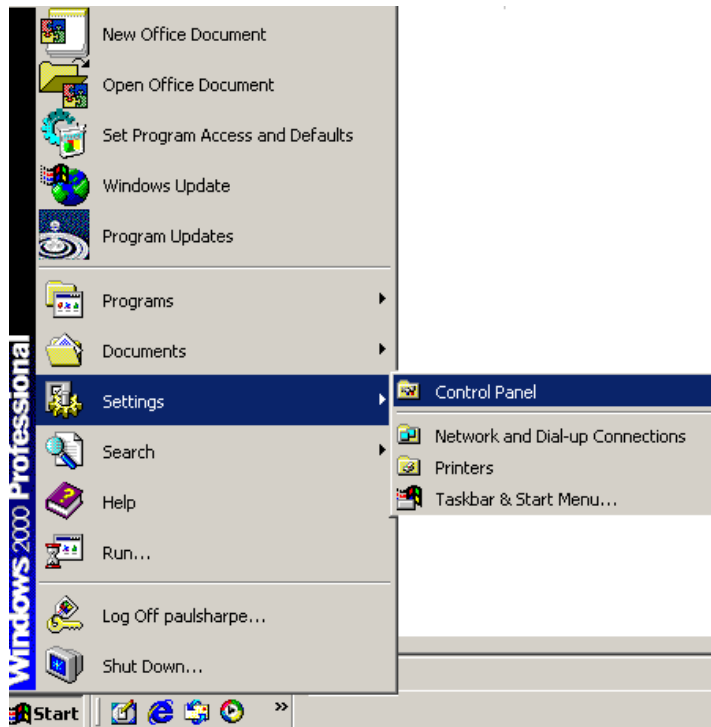 New Office Document
Open Office Document
Set Program Access and Defaults
Windows Update
Program Updates
Programs
Documents
Settings
Search
Help
Run...
Log Off paulsharpe...
Shut Down...
Control Panel
Network and Dial-up Connections
Printers
Taskbar & Start Menu...
Windows 2000 Professional
Start
»